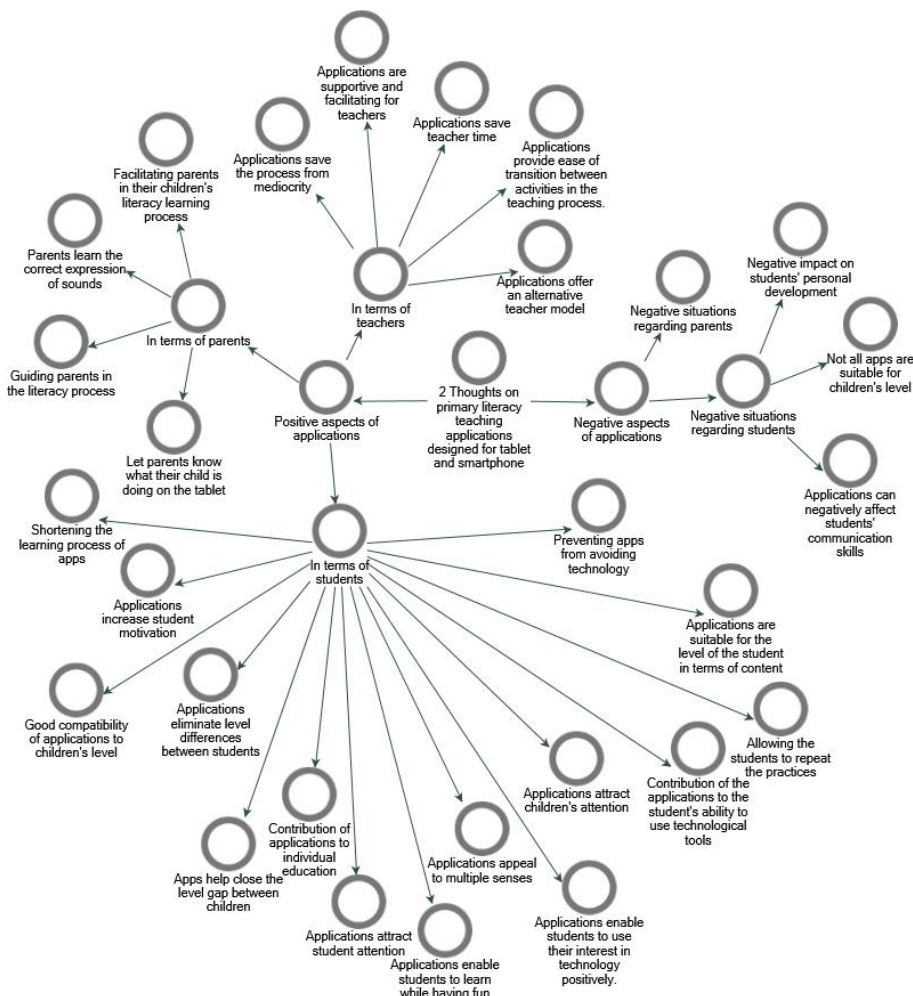 Applications are
supportive and
facilitating for
teachers
Applications save
teacher time
Applications
provide ease of
transition between
activities in the
teaching process.
Applications save
the process from
mediocrity
Facilitating parents
in their children's
literacy learning
process
Parents learn the
correct expression
of sounds
In terms of
teachers
Applications offer
an alternative
teacher model
Negative impact on
students' personal
development
Negative situations
regarding parents
In terms of parents
Guiding parents in
the literacy process
Not all apps are
suitable for
children's level
Positive aspects of
applications
2 Thoughts on
primary literacy
teaching
applications
designed for tablet
and smartphone
Negative aspects
of applications
Negative situations
regarding students
Let parents know
what their child is
doing on the tablet
Applications can
negatively affect
students'
communication
skills
Shortening the
learning process of
apps
In terms of
students
Preventing apps
from avoiding
technology
Applications
increase student
motivation
Applications are
suitable for the
level of the student
in terms of content
Good compatibility
of applications to
children's level
Applications
eliminate level
differences
between students
Allowing the
students to repeat
the practices
Applications attract
children's attention
Contribution of the
applications to the
student's ability to
use technological
tools
Contribution of
applications to
individual
education
Apps help close the
level gap between
children
Applications appeal
to multiple senses
Applications attract
student attention
Applications enable
students to use
their interest in
technology
positively.
Applications enable
students to learn
while having fun